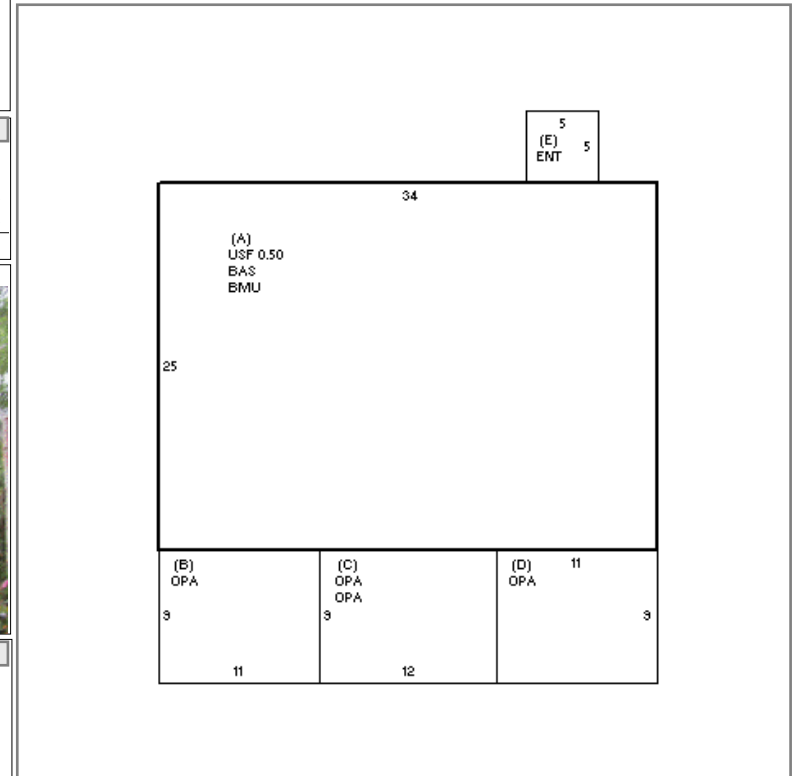 5
(E)
5
ENT
34
(A)
USF 0.50
BAS
BMU
25
(B)
OPA
9
11
(C)
OPA
OPA
9
12
(D)
11
OPA
9